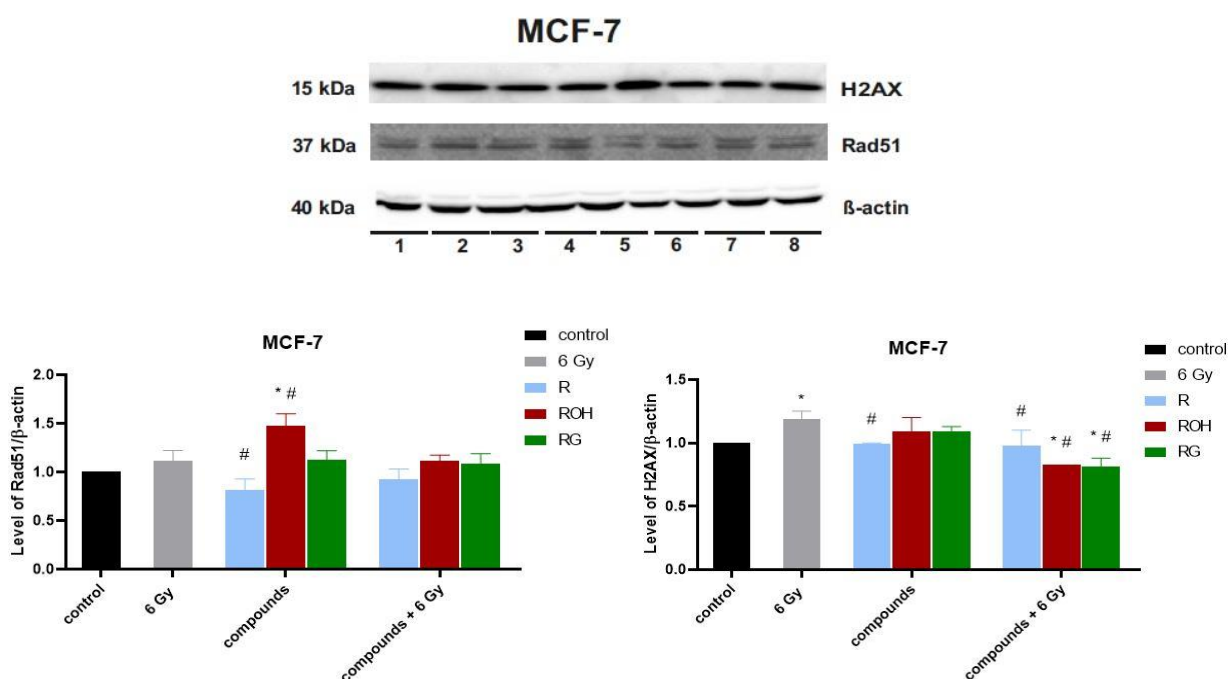 MCF-7
15 kDa
H2AX
37 kDa
Rad51
40 kDa
ß-actin
1 2 3 4 5 6 7 8
MCF-7
Level of Rad51/β-actin
2.0
1.5
1.0
0.5
0.0
#
* #
control
6 Gy
compounds
compounds + 6 Gy
control
6 Gy
R
ROH
RG
MCF-7
Level of H2AX/β-actin
1.5
1.0
0.5
0.0
*
#
#
* #
* #
control
6 Gy
compounds
compounds + 6 Gy
control
6 Gy
R
ROH
RG